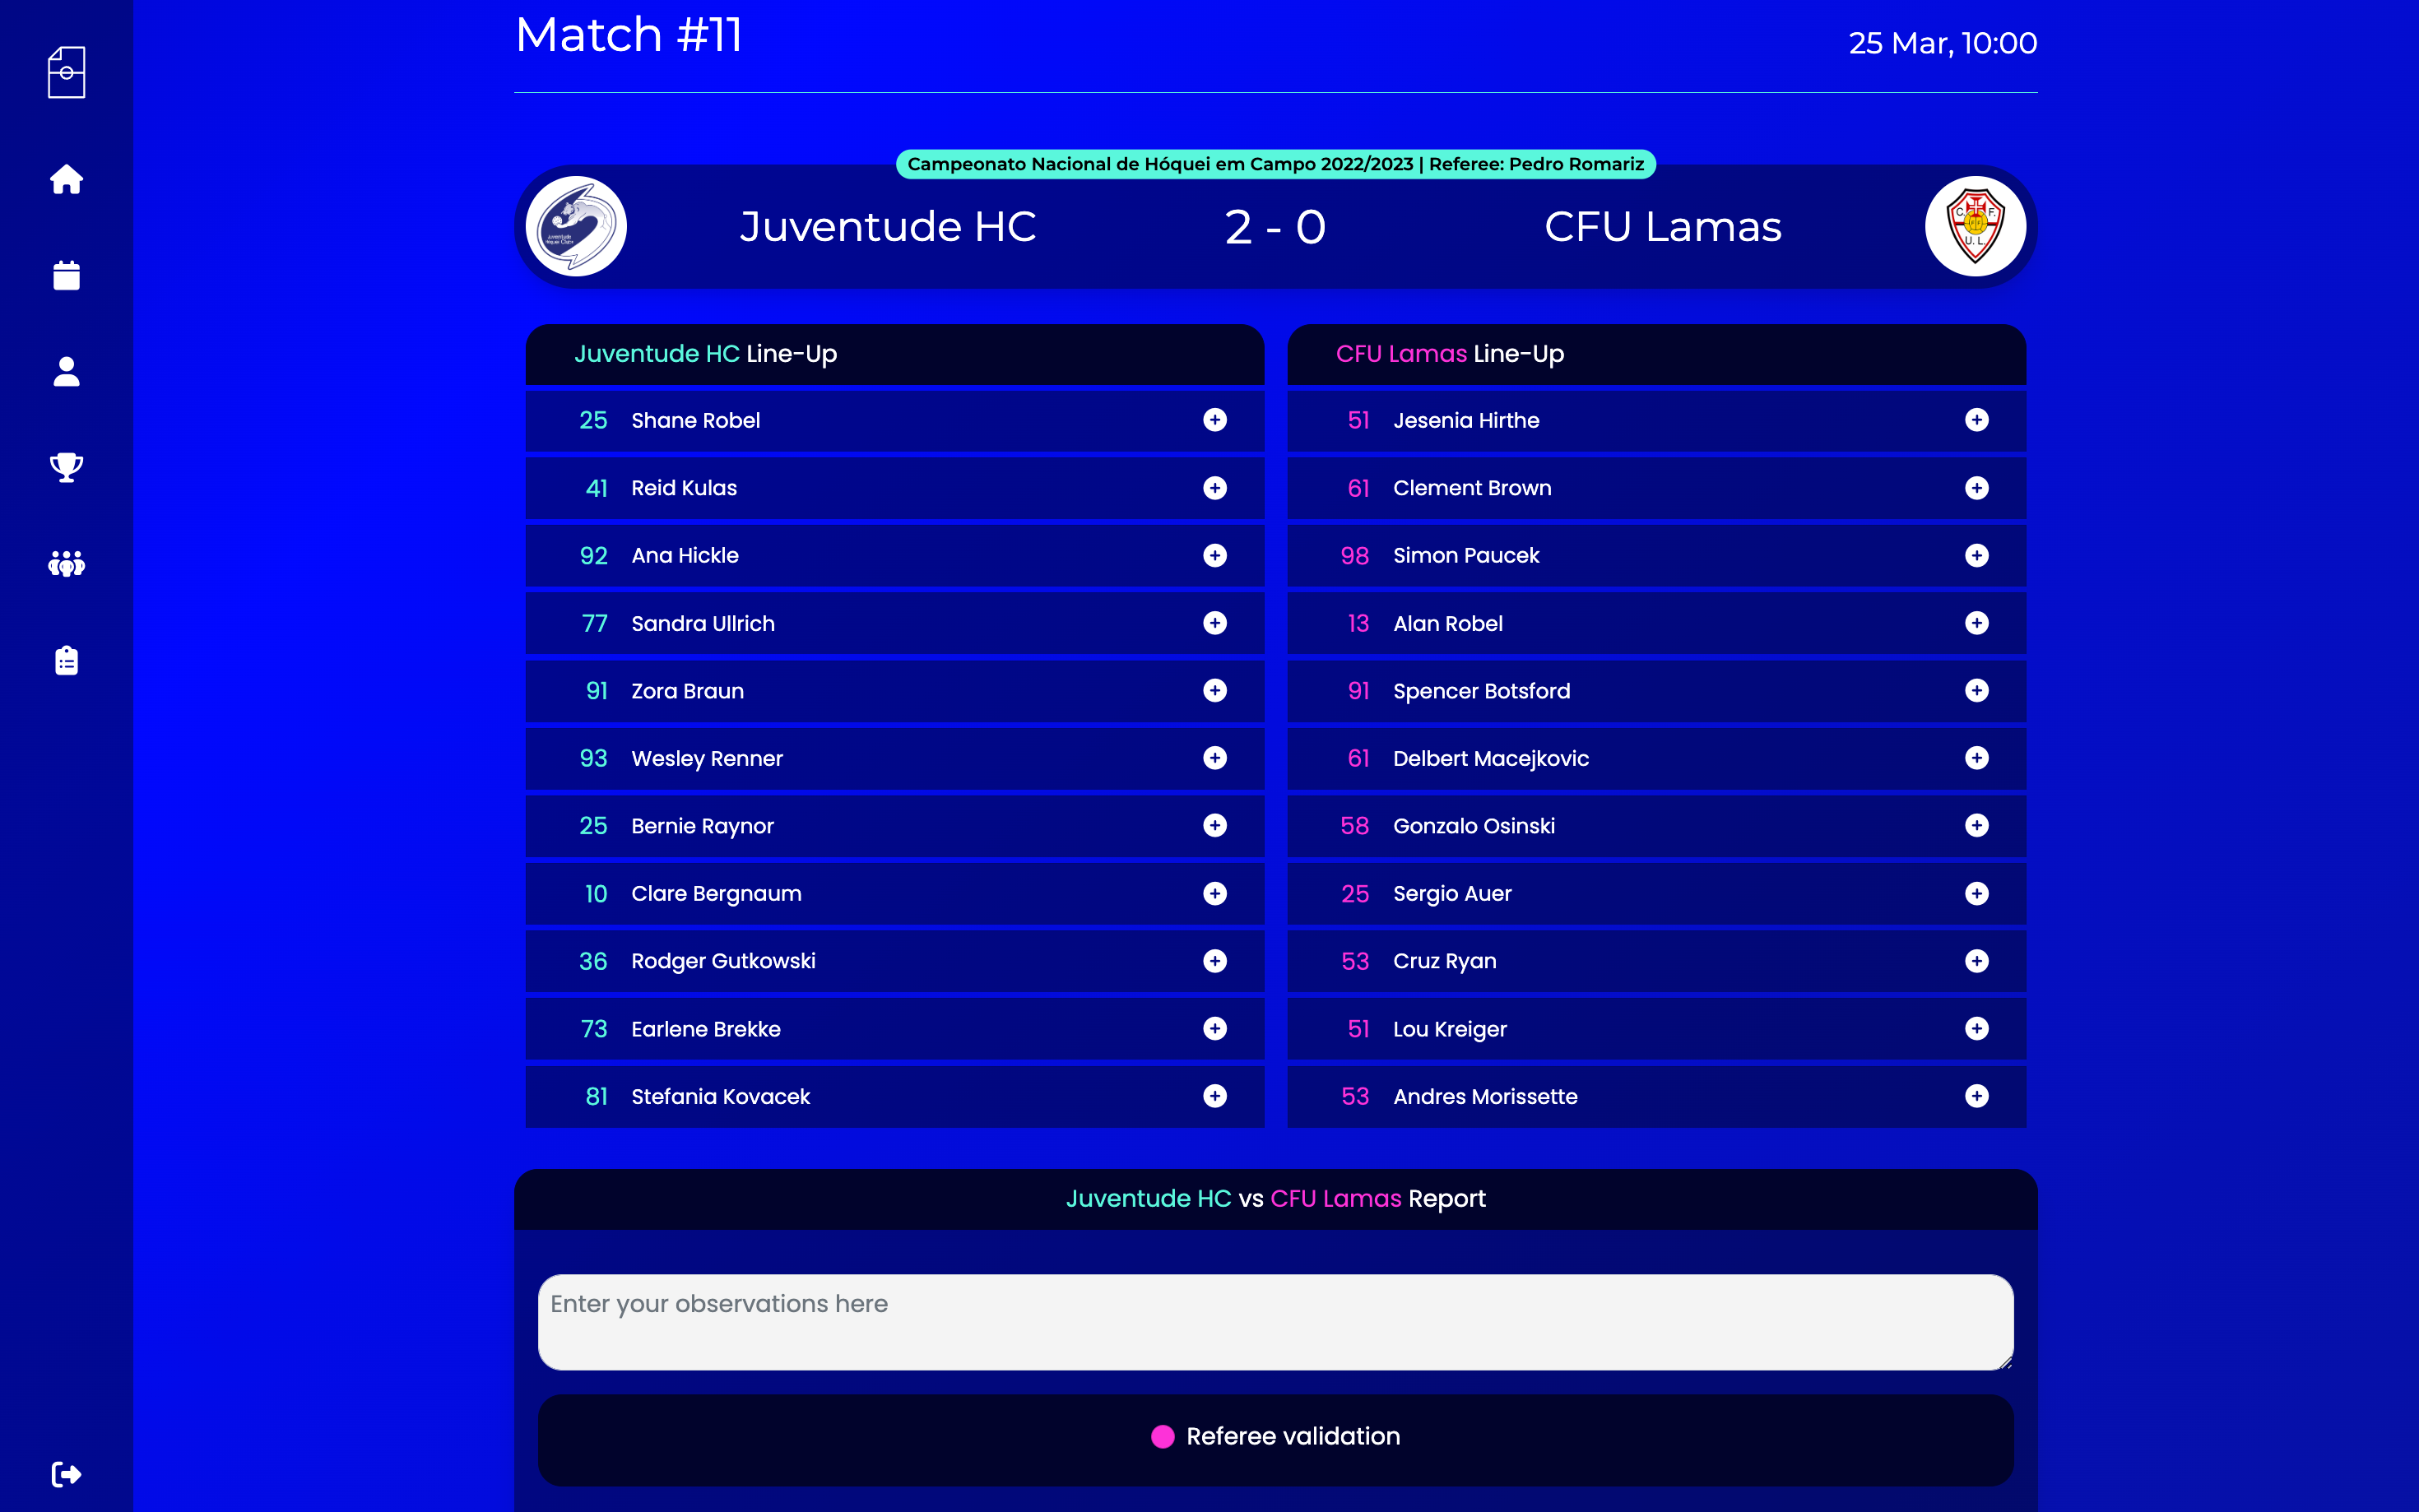 Match #11
25 Mar, 10:00
Campeonato Nacional de Hóquei em Campo 2022/2023 | Referee: Pedro Romariz
Juventude HC 2 - 0 CFU Lamas
C. F.
U. L.
Juventude HC Line-Up
25 Shane Robel
41 Reid Kulas
92 Ana Hickle
77 Sandra Ullrich
91 Zora Braun
93 Wesley Renner
25 Bernie Raynor
10 Clare Bergnaum
36 Rodger Gutkowski
73 Earlene Brekke
81 Stefania Kovacek
CFU Lamas Line-Up
51 Jesenia Hirthe
61 Clement Brown
98 Simon Paucek
13 Alan Robel
91 Spencer Botsford
61 Delbert Macejkovic
58 Gonzalo Osinski
25 Sergio Auer
53 Cruz Ryan
51 Lou Kreiger
53 Andres Morissette
Juventude HC vs CFU Lamas Report
Enter your observations here
Referee validation